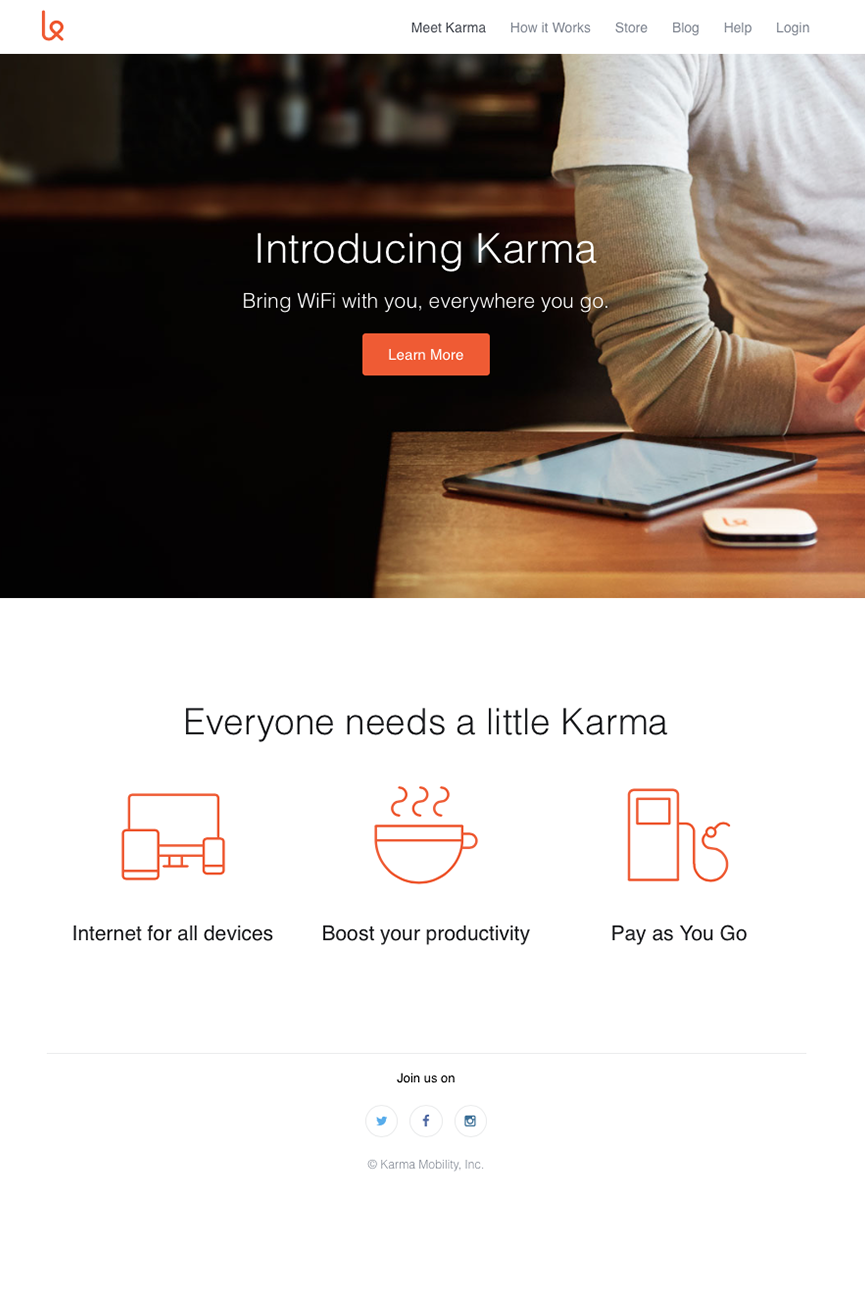 Meet Karma
How it Works
Store
Blog
Help
Login
Introducing Karma
Bring WiFi with you, everywhere you go.
Learn More
Everyone needs a little Karma
Internet for all devices
Boost your productivity
Pay as You Go
Join us on
© Karma Mobility, Inc.